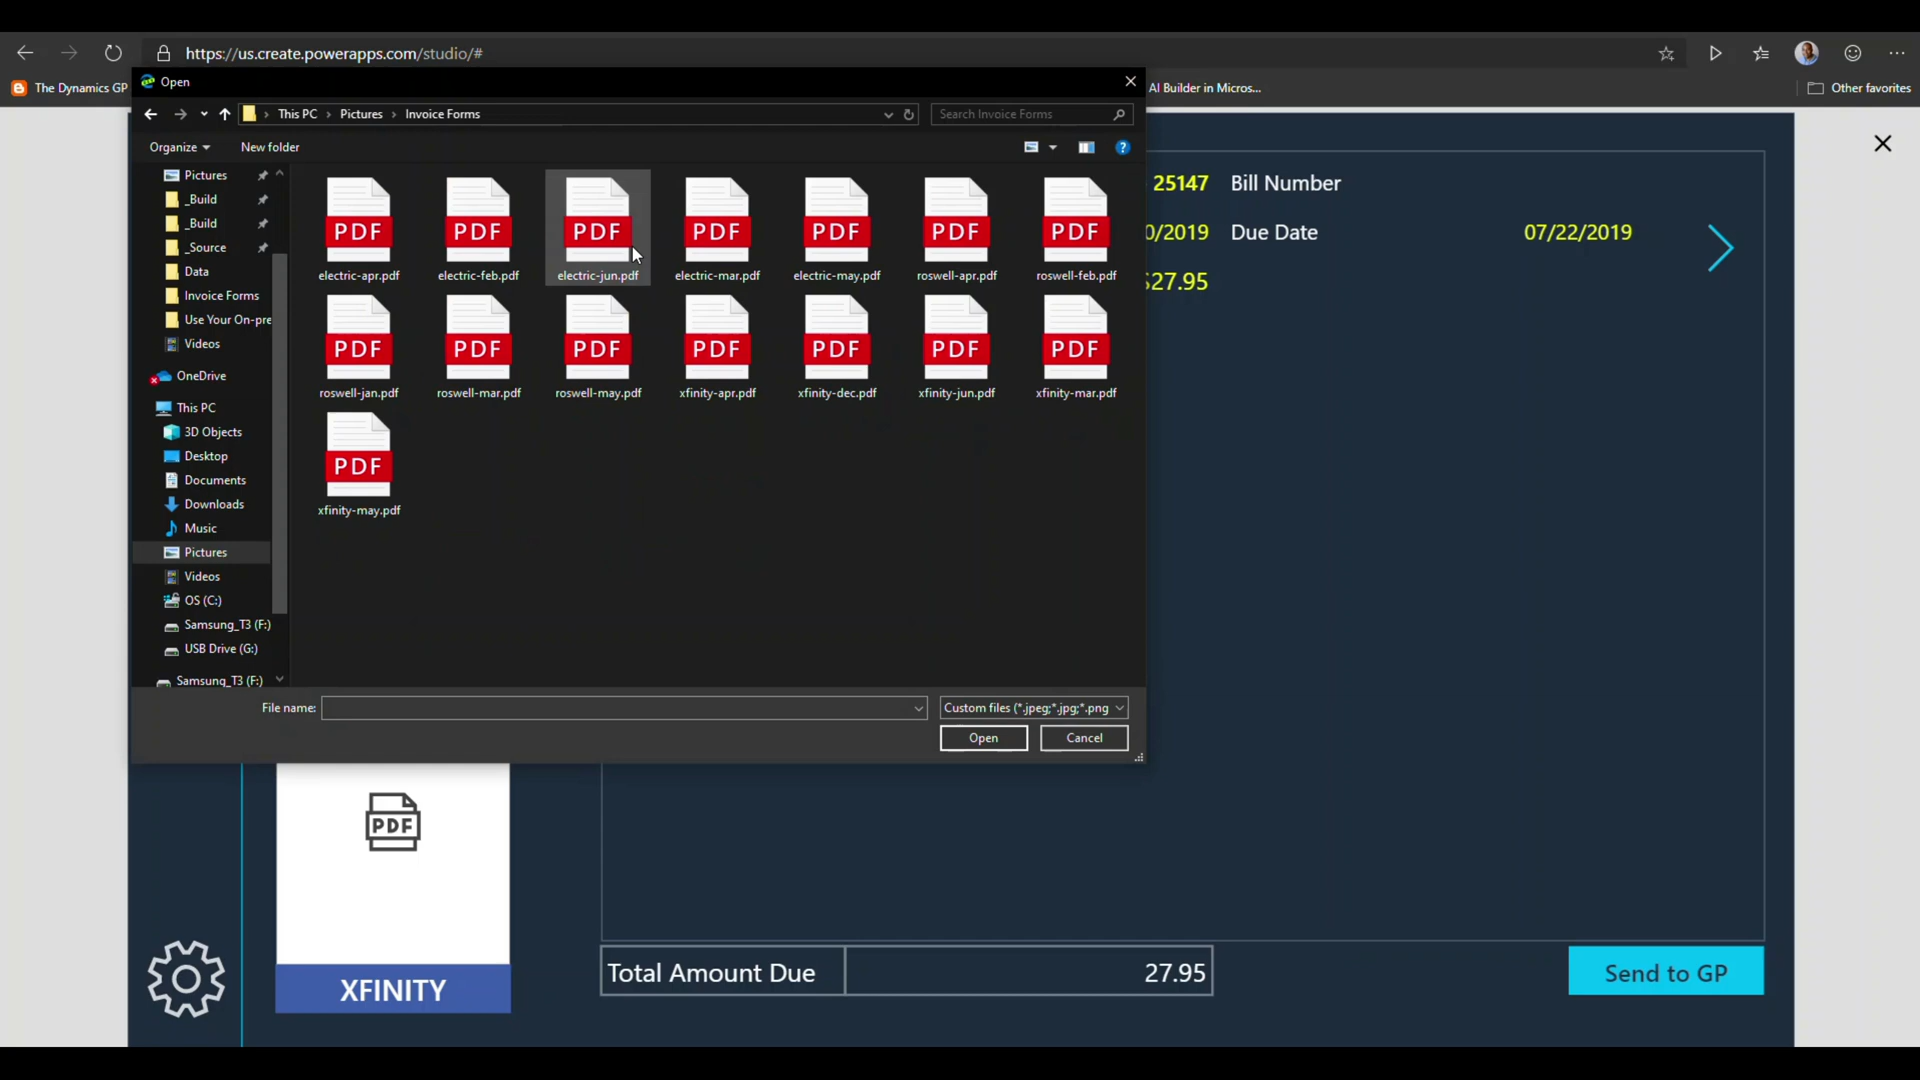 https://us.create.powerapps.com/studio/#
The Dynamics GP
AI Builder in Micros...
Other favorites
Open
This PC
Pictures
Invoice Forms
Search Invoice Forms
Organize
New folder
Pictures
_Build
_Build
_Source
Data
Invoice Forms
Use Your On-pre
Videos
OneDrive
This PC
3D Objects
Desktop
Documents
Downloads
Music
Pictures
Videos
OS (C:)
Samsung_T3 (F:)
USB Drive (G:)
Samsung_T3 (F:)
PDF PDF PDF PDF PDF PDF PDF
electric-apr.pdf electric-feb.pdf electric-jun.pdf electric-mar.pdf electric-may.pdf roswell-apr.pdf roswell-feb.pdf
PDF PDF PDF PDF PDF PDF PDF
roswell-jan.pdf roswell-mar.pdf roswell-may.pdf xfinity-apr.pdf xfinity-dec.pdf xfinity-jun.pdf xfinity-mar.pdf
PDF
xfinity-may.pdf
File name:
Custom files (*.jpeg;*.jpg;*.png
Open
Cancel
25147 Bill Number
0/2019 Due Date 07/22/2019
27.95
PDF
XFINITY
Total Amount Due 27.95
Send to GP